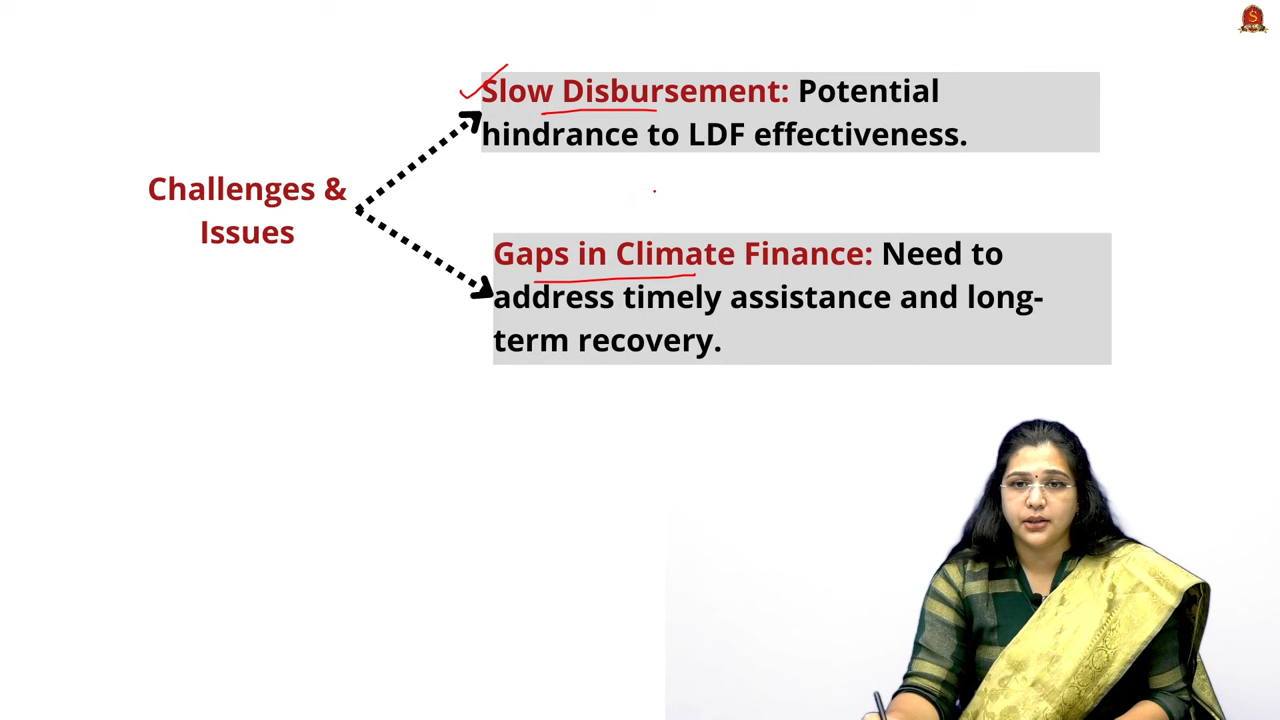 Slow Disbursement: Potential
hindrance to LDF effectiveness.
Challenges &
Issues
Gaps in Climate Finance: Need to
address timely assistance and long-
term recovery.